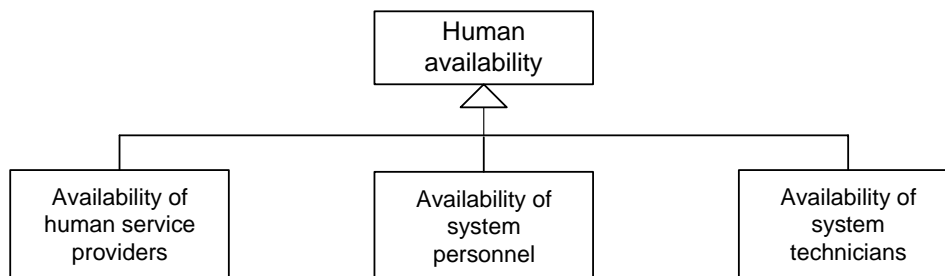 Human
availability
Availability of
human service
providers
Availability of
system
personnel
Availability of
system
technicians